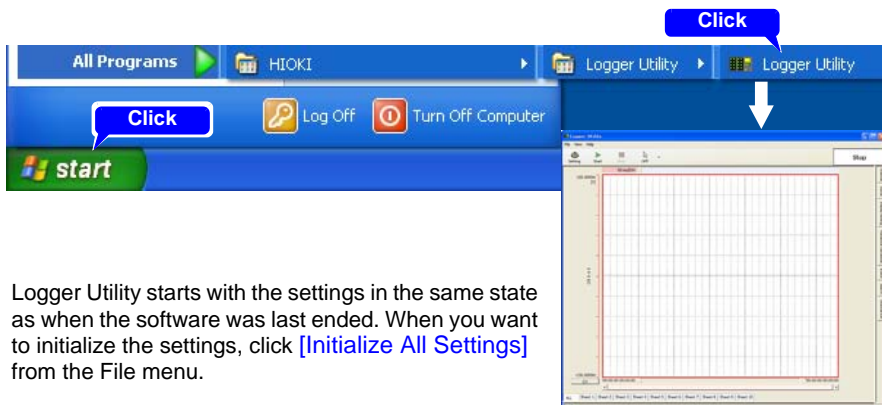 Click
All Programs HIOKI Logger Utility Logger Utility
Click
Log Off Turn Off Computer
start
Stop
Logger Utility starts with the settings in the same state
as when the software was last ended. When you want
to initialize the settings, click [Initialize All Settings]
from the File menu.